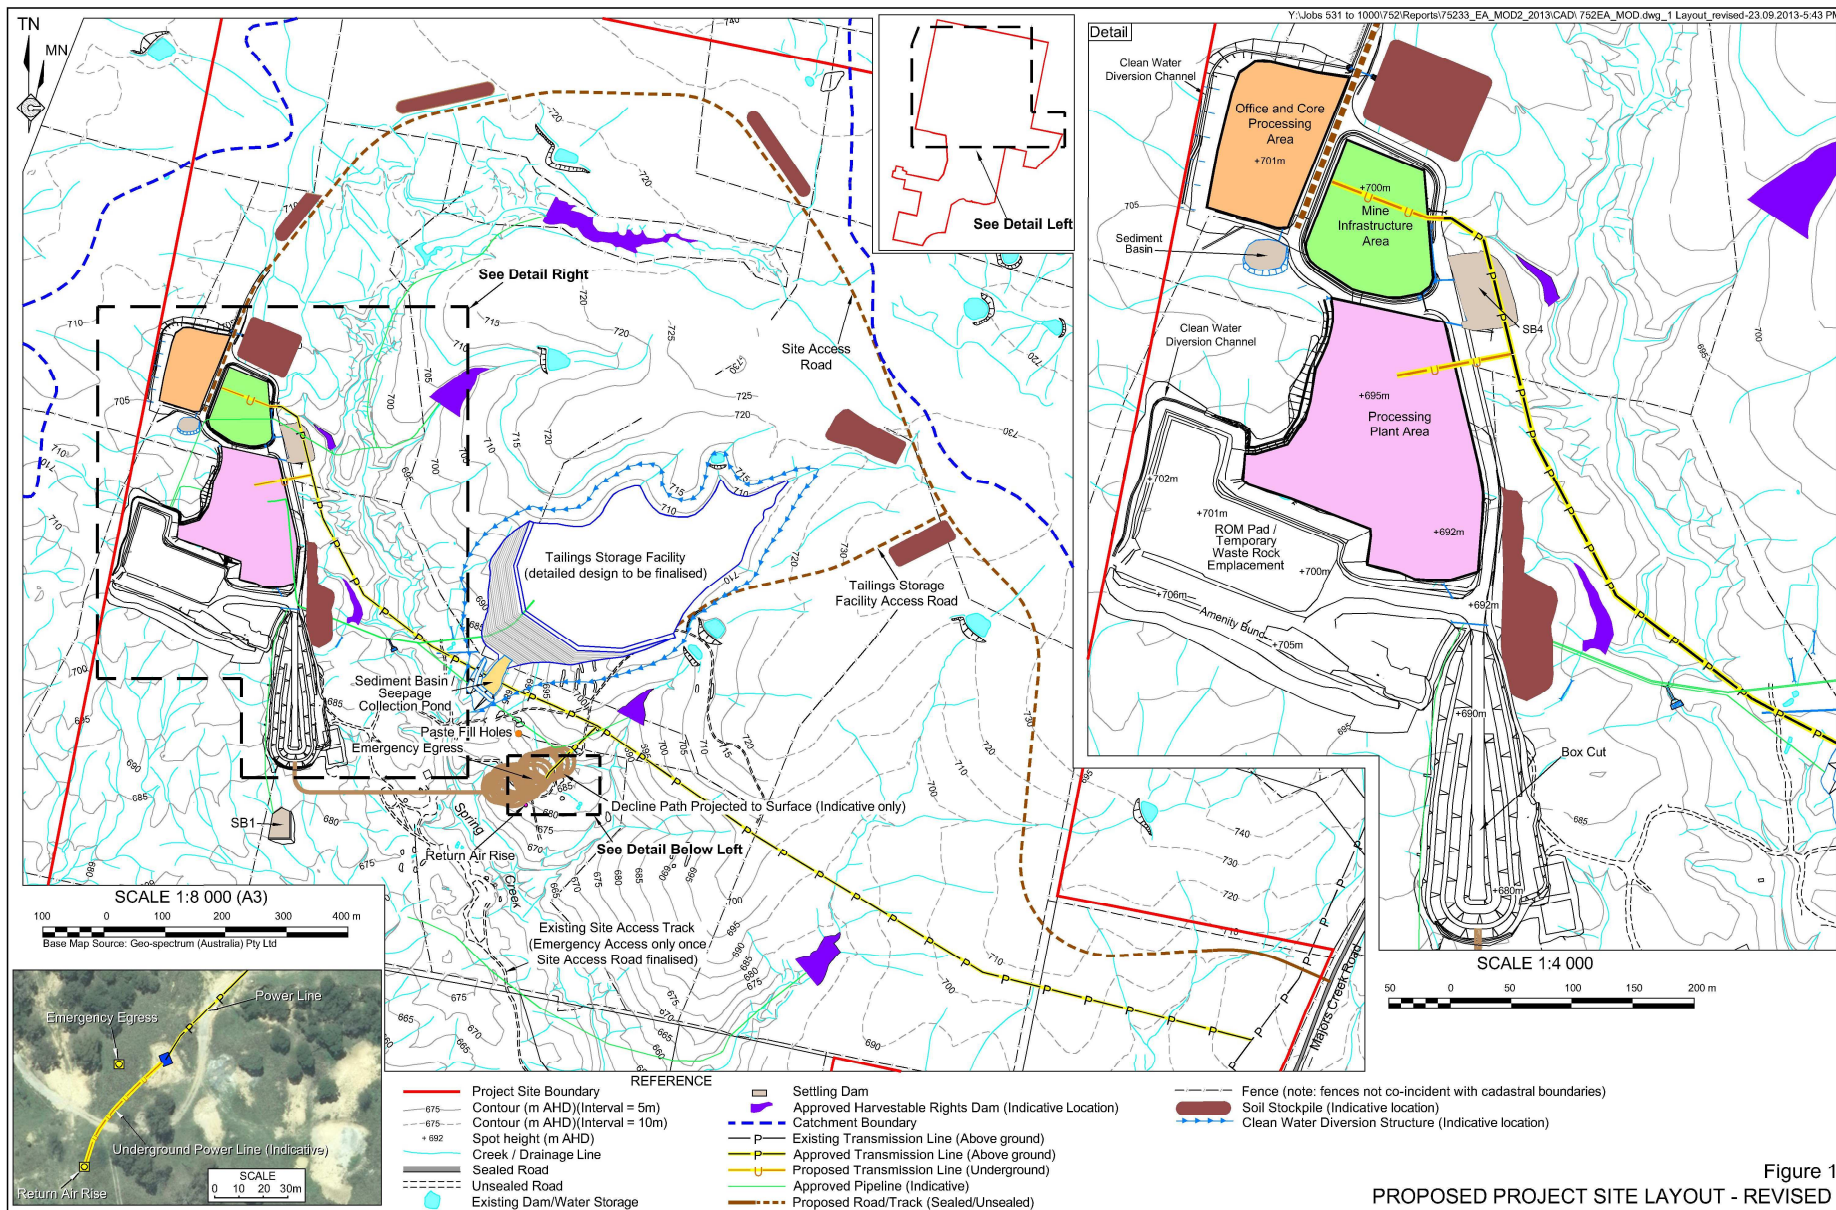 Y:\Jobs 531 to 1000\752\Reports\75233_EA_MOD2_2013\CAD\ 752EA_MOD.dwg_1 Layout_revised-23.09.2013-5:43 PM
TN
MN
See Detail Left
See Detail Right
Site Access
Road
Tailings Storage Facility
(detailed design to be finalised)
Tailings Storage
Facility Access Road
Sediment Basin /
Seepage
Collection Pond
Paste Fill Holes
Emergency Egress
Decline Path Projected to Surface (Indicative only)
See Detail Below Left
Return Air Rise
Spring
Creek
SB1
Existing Site Access Track
(Emergency Access only once
Site Access Road finalised)
Majors Creek Road
SCALE 1:8 000 (A3)
100 0 100 200 300 400 m
Base Map Source: Geo-spectrum (Australia) Pty Ltd
Detail
Clean Water
Diversion Channel
Office and Core
Processing
Area
+701m
+700m
Mine
Infrastructure
Area
705
Sediment
Basin
SB4
Clean Water
Diversion Channel
+695m
Processing
Plant Area
+702m
+701m
ROM Pad /
Temporary
Waste Rock
Emplacement
+692m
+700m
+706m
Amenity Bund
+692m
+705m
+690m
Box Cut
+680m
SCALE 1:4 000
50 0 50 100 150 200 m
Power Line
Emergency Egress
Underground Power Line (Indicative)
Return Air Rise
SCALE
0 10 20 30m
REFERENCE
Project Site Boundary
675 Contour (m AHD)(Interval = 5m)
675 Contour (m AHD)(Interval = 10m)
+ 692 Spot height (m AHD)
Creek / Drainage Line
Sealed Road
Unsealed Road
Existing Dam/Water Storage
Settling Dam
Approved Harvestable Rights Dam (Indicative Location)
Catchment Boundary
P Existing Transmission Line (Above ground)
P Approved Transmission Line (Above ground)
U Proposed Transmission Line (Underground)
Approved Pipeline (Indicative)
Proposed Road/Track (Sealed/Unsealed)
Fence (note: fences not co-incident with cadastral boundaries)
Soil Stockpile (Indicative location)
Clean Water Diversion Structure (Indicative location)
Figure 1
PROPOSED PROJECT SITE LAYOUT - REVISED